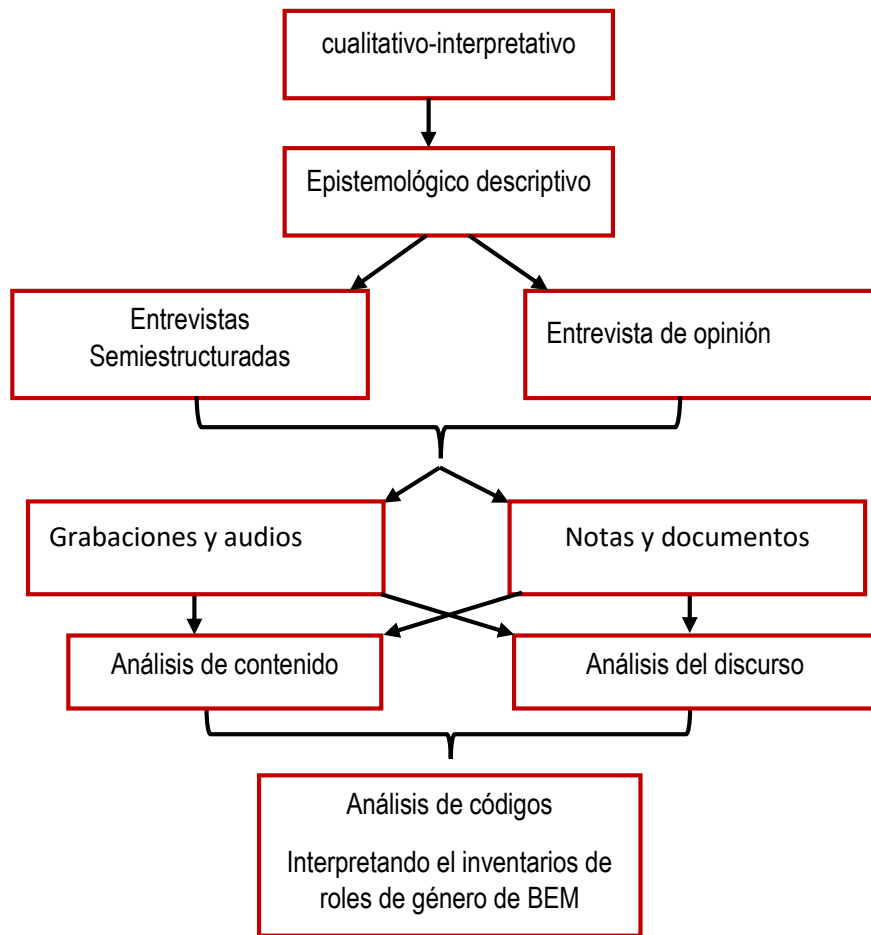 cualitativo-interpretativo
Epistemológico descriptivo
Entrevistas
Semiestructuradas
Entrevista de opinión
Grabaciones y audios
Notas y documentos
Análisis de contenido
Análisis del discurso
Análisis de códigos
Interpretando el inventarios de
roles de género de BEM